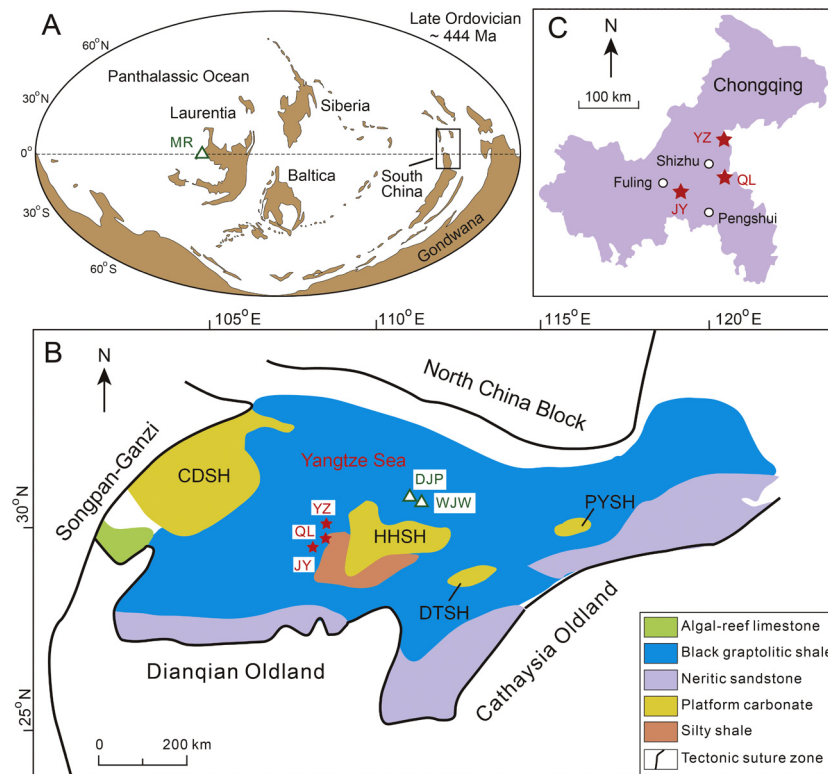 A
Late Ordovician
~ 444 Ma
60°N
Panthalassic Ocean
30°N
Laurentia
Siberia
MR
0°
Baltica
South
China
30°S
60°S
Gondwana
C
N
100 km
Chongqing
YZ
Shizhu
QL
Fuling
JY
Pengshui
105°E
110°E
115°E
120°E
B
N
North China Block
Songpan-Ganzi
CDSH
Yangtze Sea
DJP
WJW
YZ
QL
JY
HHSH
PYSH
DTSH
30°N
25°N
Dianqian Oldland
Cathaysia Oldland
0
200 km
Algal-reef limestone
Black graptolitic shale
Neritic sandstone
Platform carbonate
Silty shale
Tectonic suture zone